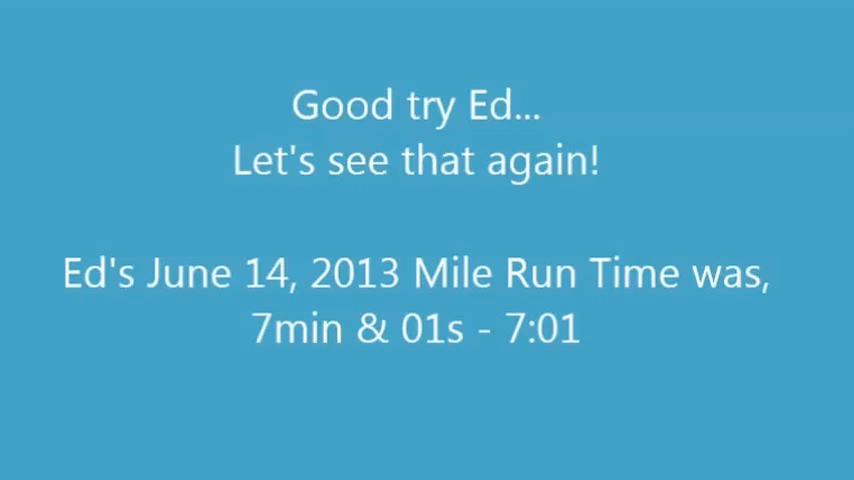 Good try Ed...
Let's see that again!
Ed's June 14, 2013 Mile Run Time was,
7min & 01s - 7:01